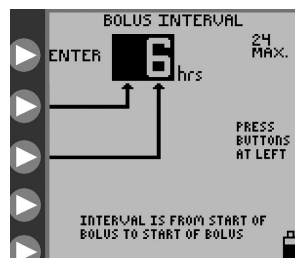 BOLUS INTERVAL
ENTER 6 hrs
24
MAX.
PRESS
BUTTONS
AT LEFT
INTERVAL IS FROM START OF
BOLUS TO START OF BOLUS